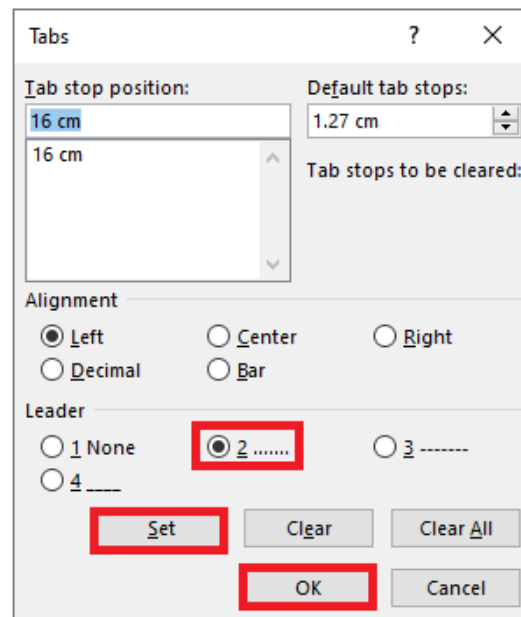 Tabs ?
Tab stop position: Default tab stops:
16 cm 1.27 cm
16 cm
Tab stops to be cleared:
Alignment
Left Center Right
Decimal Bar
Leader
1 None 2 ....... 3 -------
4 ____
Set Clear Clear All
OK Cancel